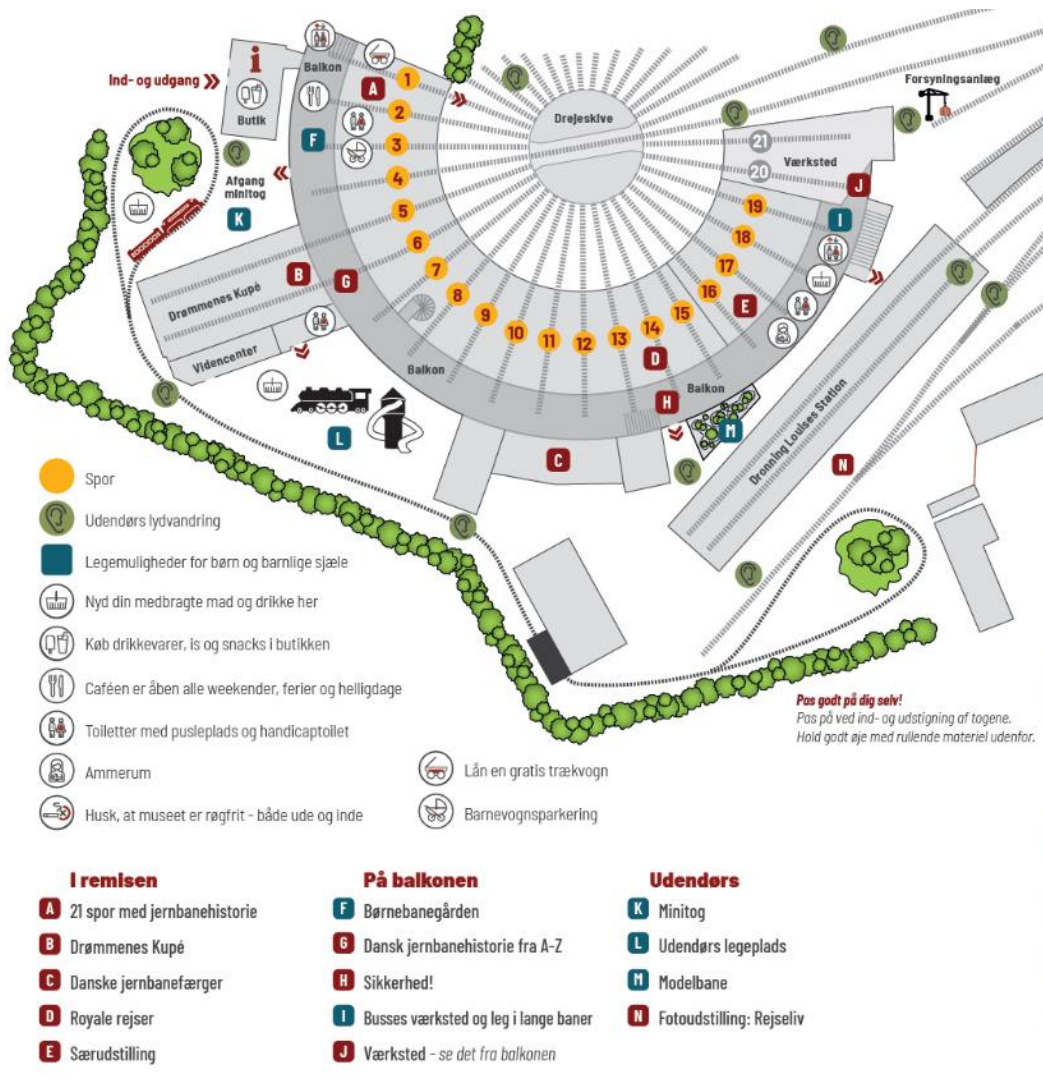 Ind- og udgang
i
Butik
Balkon
A
1
2
F
3
4
5
6
7
8
9
10
11
12
13
14
15
16
17
18
19
20
21
Drejeskive
Værksted
Forsyningsanlæg
J
I
Afgang
minitog
K
B
G
Drømmenes Kupé
Videncenter
Balkon
L
C
D
E
H
Balkon
M
Dronning Louises Station
N
Spor
Udendørs lydvandring
Legemuligheder for børn og barnlige sjæle
Nyd din medbragte mad og drikke her
Køb drikkevarer, is og snacks i butikken
Caféen er åben alle weekender, ferier og helligdage
Toiletter med pusleplads og handicaptoilet
Ammerum
Husk, at museet er røgfrit - både ude og inde
Lån en gratis trækvogn
Barnevognsparkering
Pas godt på dig selv!
Pas på ved ind- og udstigning af togene.
Hold godt øje med rullende materiel udenfor.
I remisen
A 21 spor med jernbanehistorie
B Drømmenes Kupé
C Danske jernbanefærger
D Royale rejser
E Særudstilling
På balkonen
F Børnebanegården
G Dansk jernbanehistorie fra A-Z
H Sikkerhed!
I Busses værksted og leg i lange baner
J Værksted - se det fra balkonen
Udendørs
K Minitog
L Udendørs legeplads
M Modelbane
N Fotoudstilling: Rejseliv